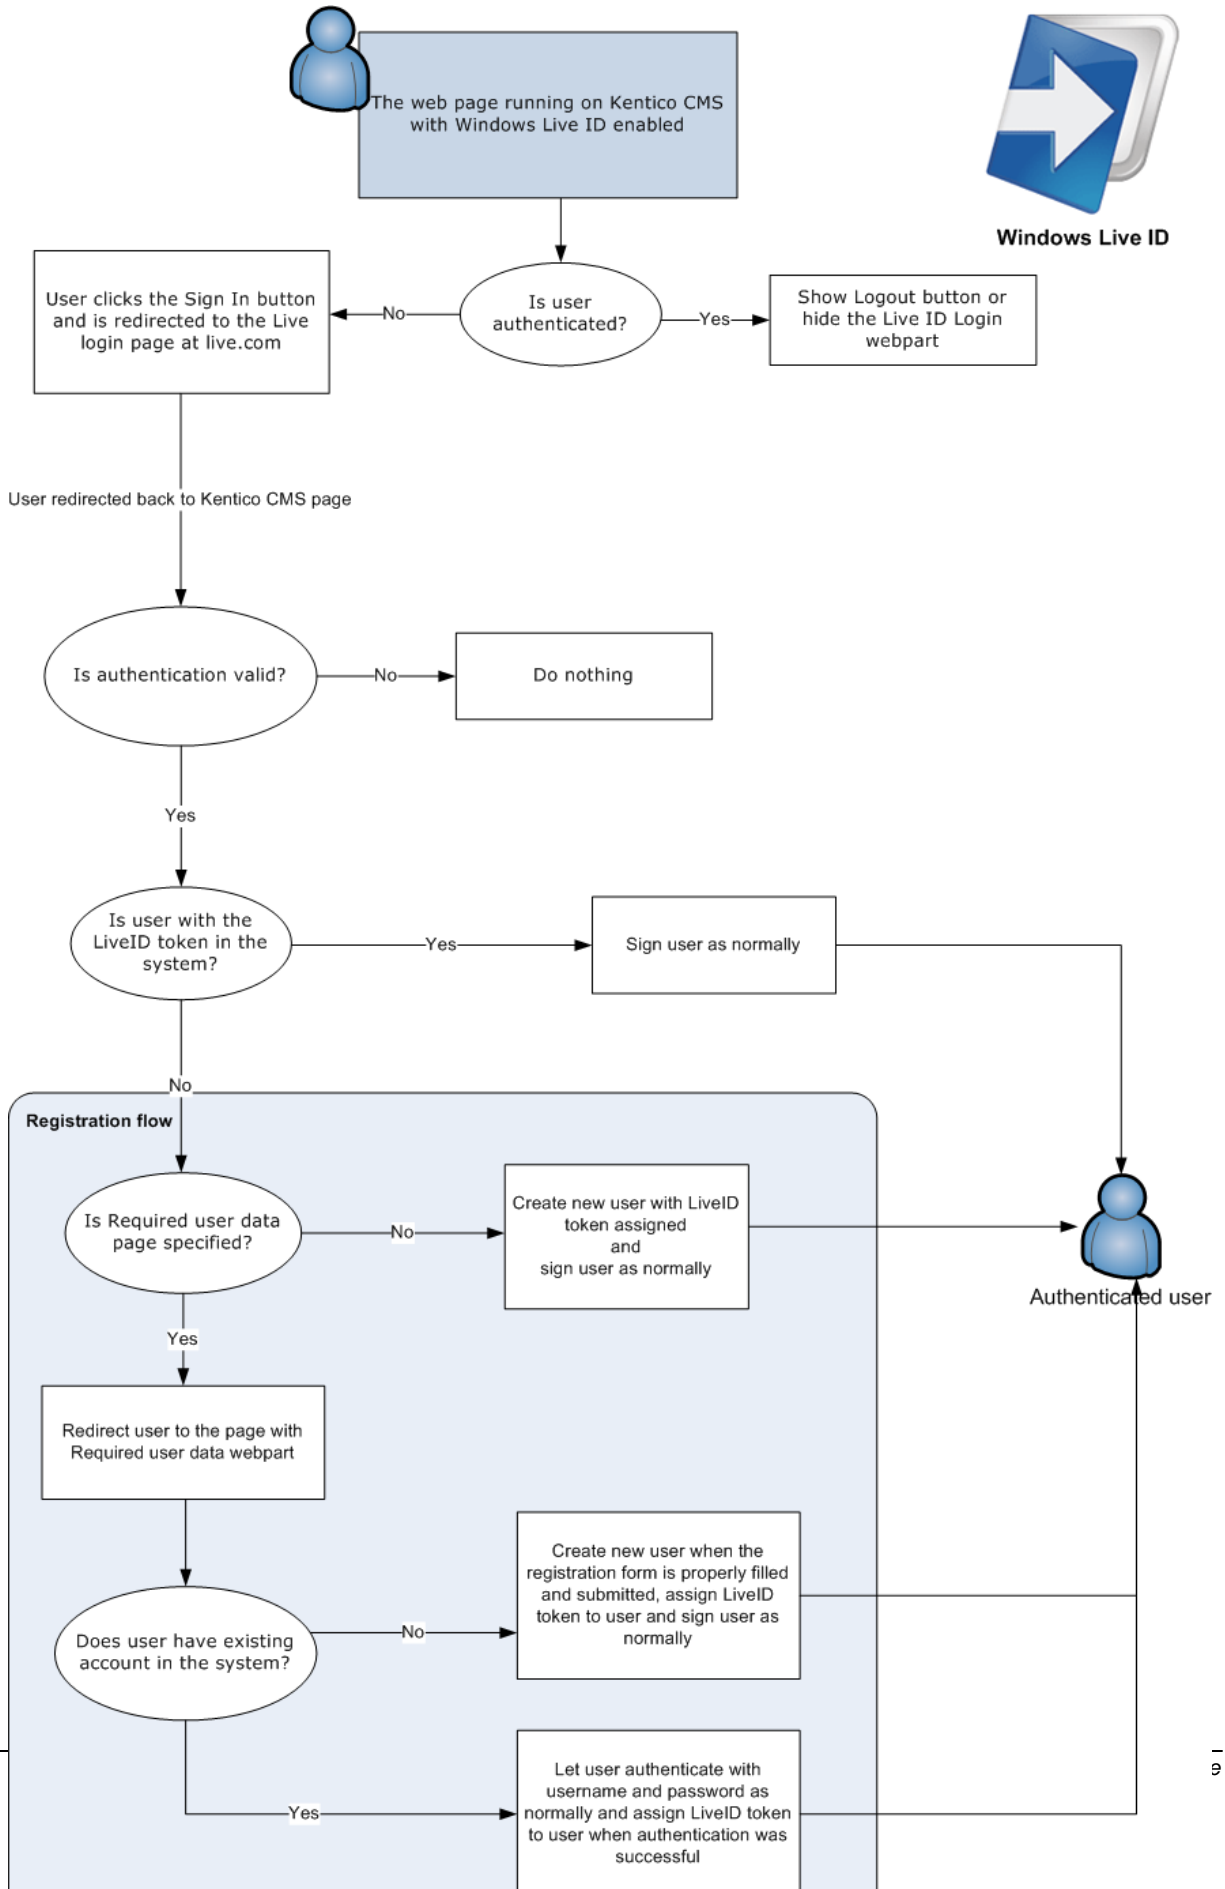 The web page running on Kentico CMS
with Windows Live ID enabled
Windows Live ID
User clicks the Sign In button
and is redirected to the Live
login page at live.com
No
Is user
authenticated?
Yes
Show Logout button or
hide the Live ID Login
webpart
User redirected back to Kentico CMS page
Is authentication valid?
No
Do nothing
Yes
Is user with the
LiveID token in the
system?
Yes
Sign user as normally
No
Registration flow
Is Required user data
page specified?
No
Create new user with LiveID
token assigned
and
sign user as normally
Authenticated user
Yes
Redirect user to the page with
Required user data webpart
Create new user when the
registration form is properly filled
and submitted, assign LiveID
token to user and sign user as
normally
Does user have existing
account in the system?
No
Let user authenticate with
username and password as
normally and assign LiveID token
to user when authentication was
successful
Yes